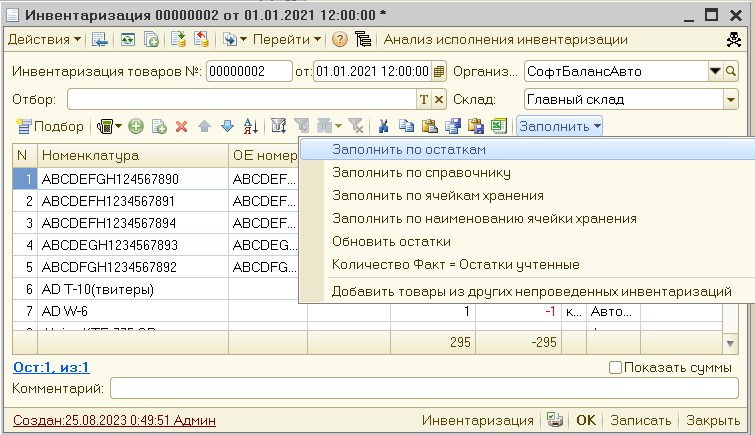 Инвентаризация 00000002 от 01.01.2021 12:00:00 *
Действия Перейти Анализ исполнения инвентаризации
Инвентаризация товаров №: 00000002 от: 01.01.2021 12:00:00 Организ... СофтБалансАвто
Отбор: T Склад: Главный склад
Подбор Заполнить
N Номенклатура ОЕ номер
Заполнить по остаткам
Заполнить по справочнику
Заполнить по ячейкам хранения
Заполнить по наименованию ячейки хранения
Обновить остатки
Количество Факт = Остатки учтенные
Добавить товары из других непроведенных инвентаризаций
1 ABCDEFGH124567890 ABCDEF...
2 ABCDEFH1234567891 ABCDEF...
3 ABCDEFH1234567894 ABCDEF...
4 ABCDEGH1234567893 ABCDEG...
5 ABCDFGH1234567892 ABCDFG...
6 AD T-10(твитеры)
7 AD W-6 1 -1 к... Авто...
295 -295
Ост:1, из:1 Показать суммы
Комментарий:
Создан:25.08.2023 0:49:51 Админ Инвентаризация OK Записать Закрыть